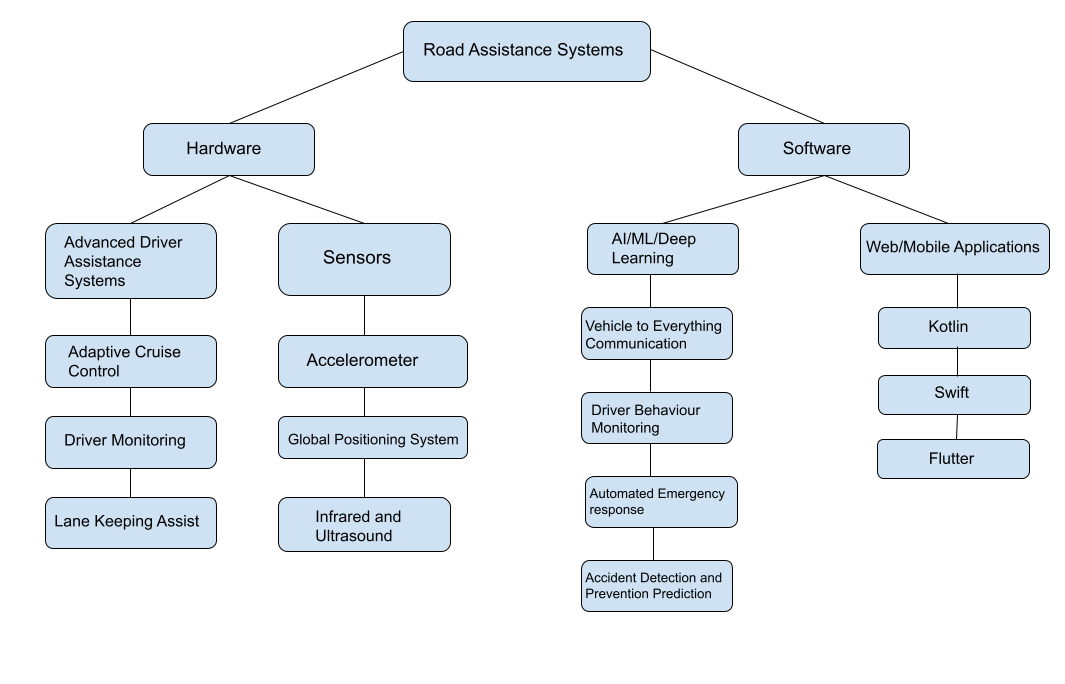 Road Assistance Systems
Hardware
Software
Advanced Driver
Assistance
Systems
Sensors
AI/ML/Deep
Learning
Web/Mobile Applications
Adaptive Cruise
Control
Accelerometer
Vehicle to Everything
Communication
Kotlin
Driver Monitoring
Global Positioning System
Driver Behaviour
Monitoring
Swift
Lane Keeping Assist
Infrared and
Ultrasound
Automated Emergency
response
Flutter
Accident Detection and
Prevention Prediction